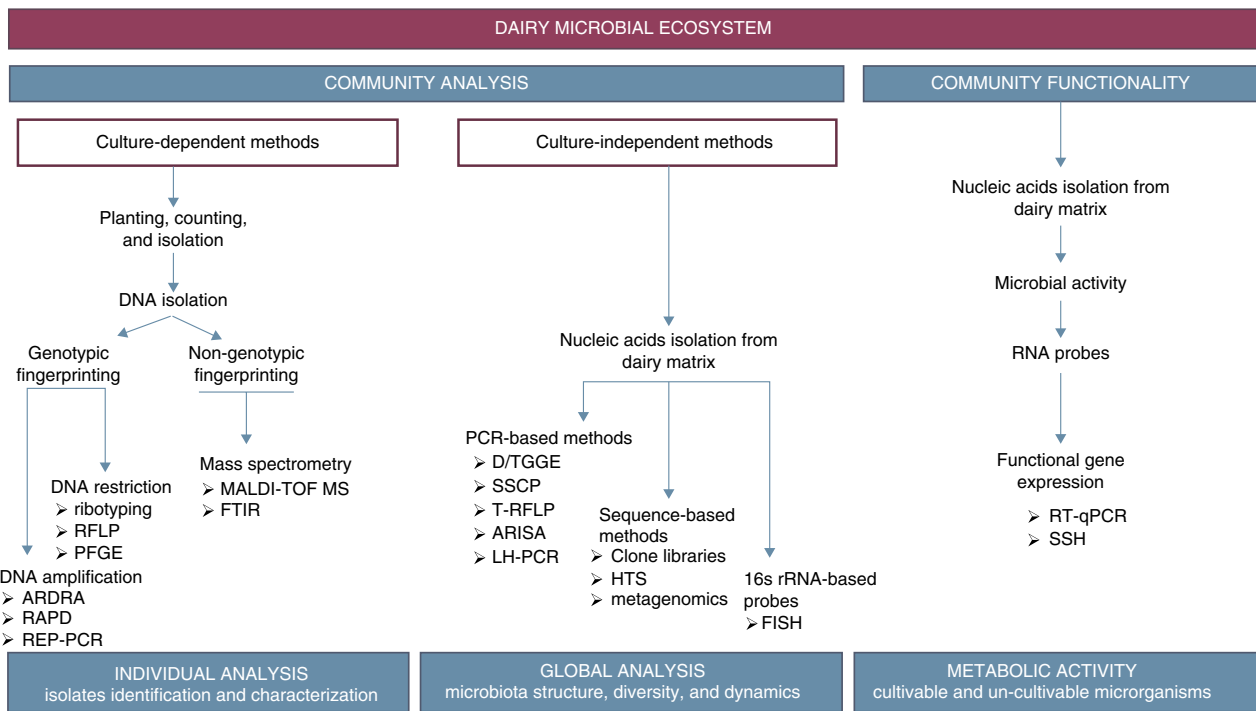 DAIRY MICROBIAL ECOSYSTEM
COMMUNITY ANALYSIS
COMMUNITY FUNCTIONALITY
Culture-dependent methods
Planting, counting,
and isolation
DNA isolation
Genotypic
fingerprinting
Non-genotypic
fingerprinting
Mass spectrometry
➢ MALDI-TOF MS
➢ FTIR
DNA restriction
➢ ribotyping
➢ RFLP
➢ PFGE
DNA amplification
➢ ARDRA
➢ RAPD
➢ REP-PCR
Culture-independent methods
Nucleic acids isolation from
dairy matrix
PCR-based methods
➢ D/TGGE
➢ SSCP
➢ T-RFLP
➢ ARISA
➢ LH-PCR
Sequence-based
methods
➢ Clone libraries
➢ HTS
➢ metagenomics
16s rRNA-based
probes
➢ FISH
Nucleic acids isolation from
dairy matrix
Microbial activity
RNA probes
Functional gene
expression
➢ RT-qPCR
➢ SSH
INDIVIDUAL ANALYSIS
isolates identification and characterization
GLOBAL ANALYSIS
microbiota structure, diversity, and dynamics
METABOLIC ACTIVITY
cultivable and un-cultivable microrganisms